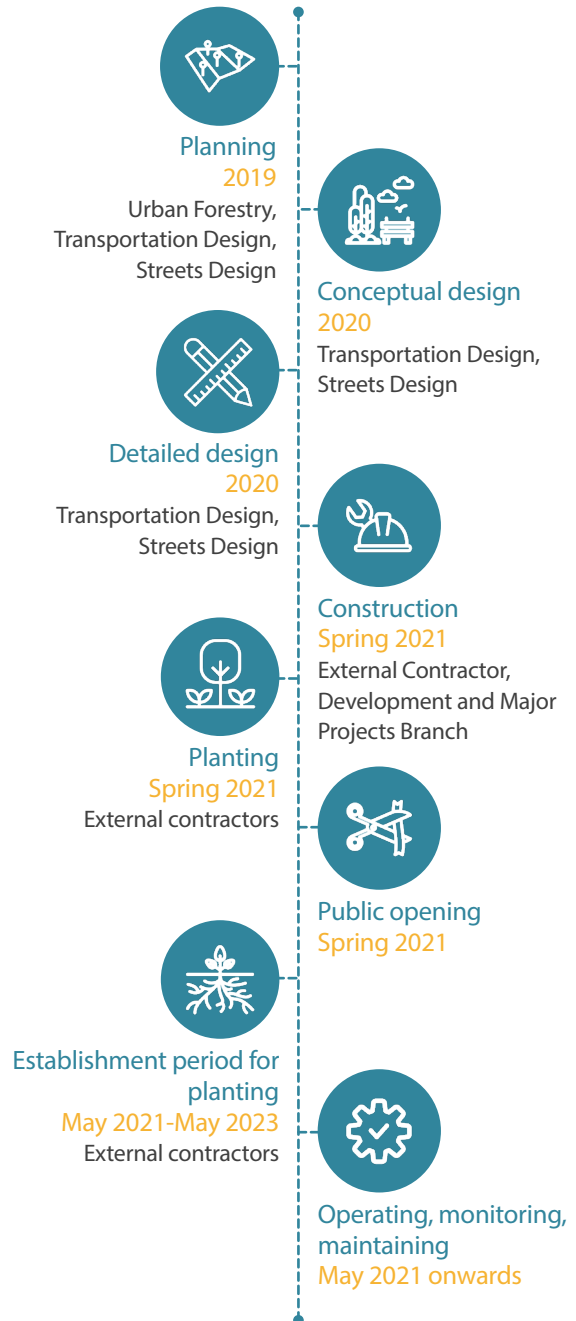 Planning
2019
Urban Forestry,
Transportation Design,
Streets Design
Conceptual design
2020
Transportation Design,
Streets Design
Detailed design
2020
Transportation Design,
Streets Design
Construction
Spring 2021
External Contractor,
Development and Major
Projects Branch
Planting
Spring 2021
External contractors
Public opening
Spring 2021
Establishment period for
planting
May 2021-May 2023
External contractors
Operating, monitoring,
maintaining
May 2021 onwards